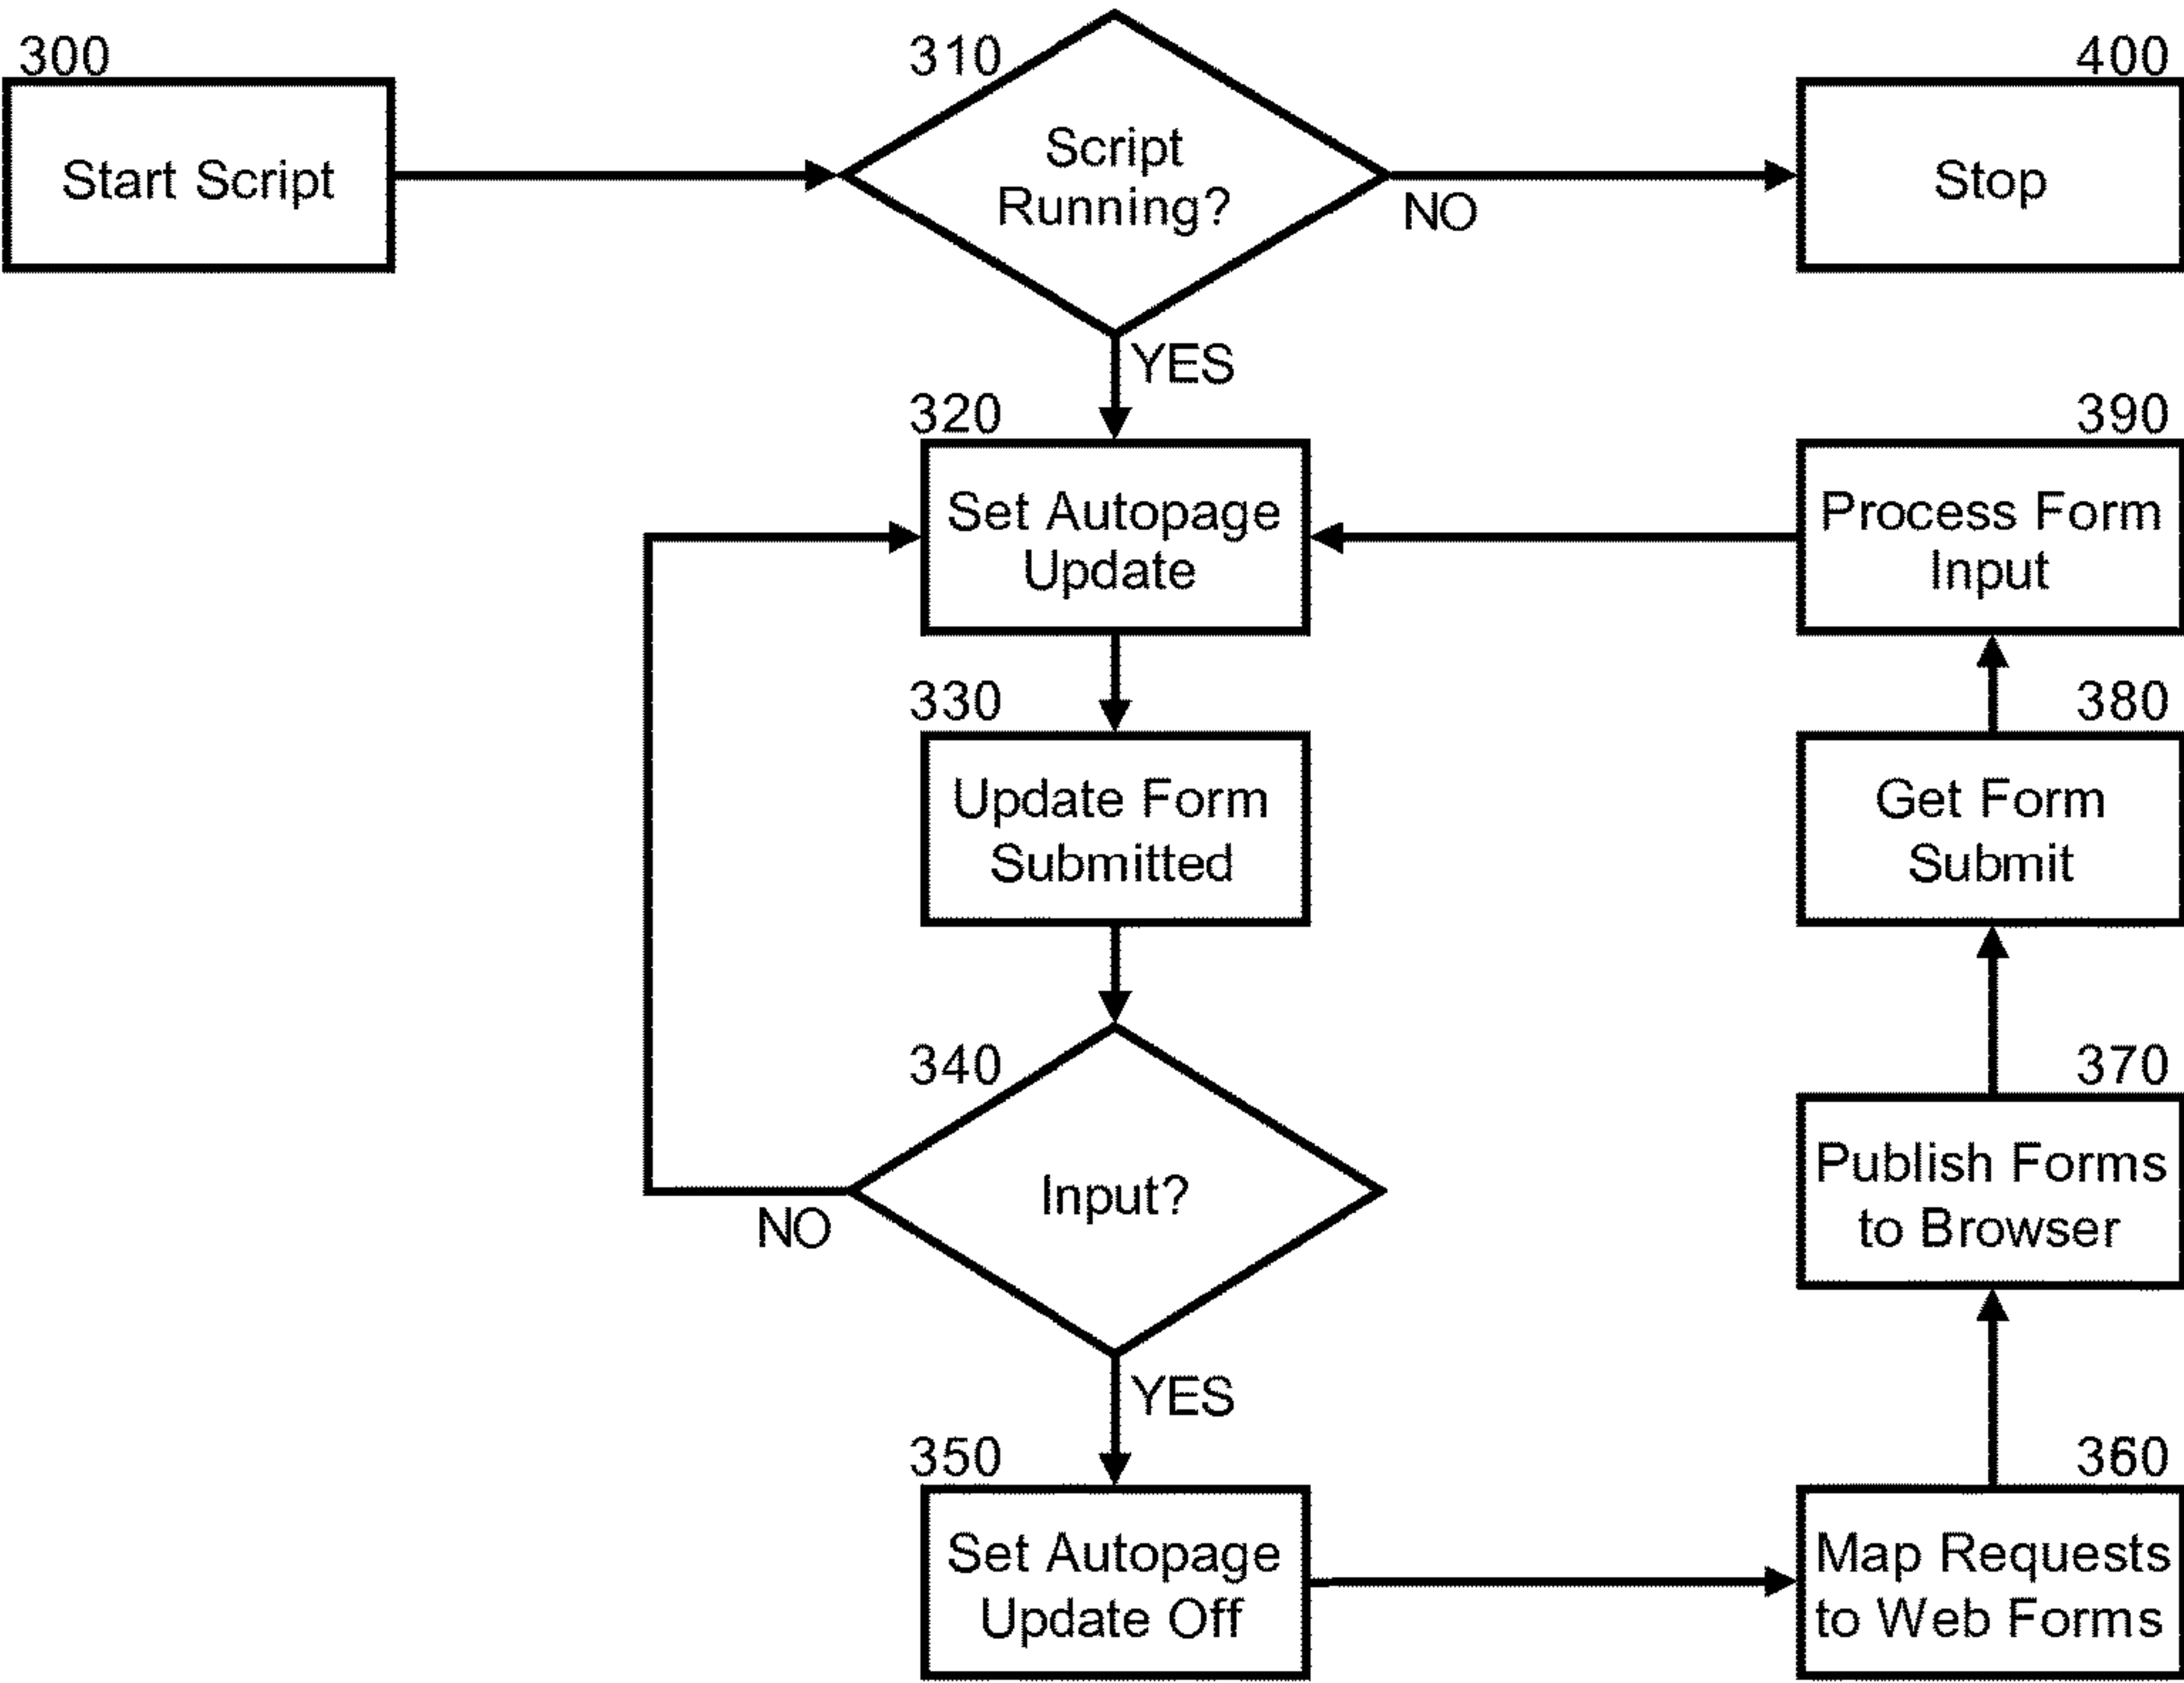 300
Start Script
310
Script
Running?
NO
400
Stop
YES
320
Set Autopage
Update
390
Process Form
Input
330
Update Form
Submitted
380
Get Form
Submit
340
Input?
NO
370
Publish Forms
to Browser
YES
350
Set Autopage
Update Off
360
Map Requests
to Web Forms